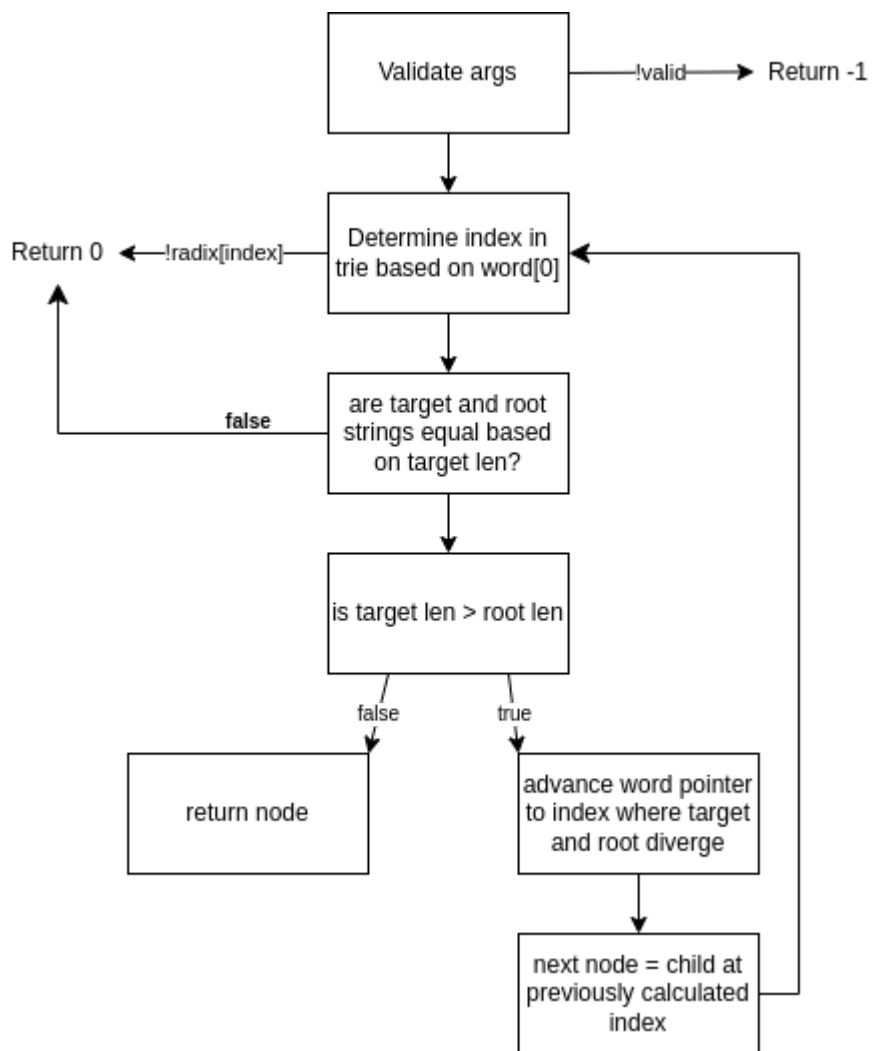 Validate args
!valid
Return -1
Return 0
!radix[index]
Determine index in
trie based on word[0]
false
are target and root
strings equal based
on target len?
is target len > root len
false
true
return node
advance word pointer
to index where target
and root diverge
next node = child at
previously calculated
index